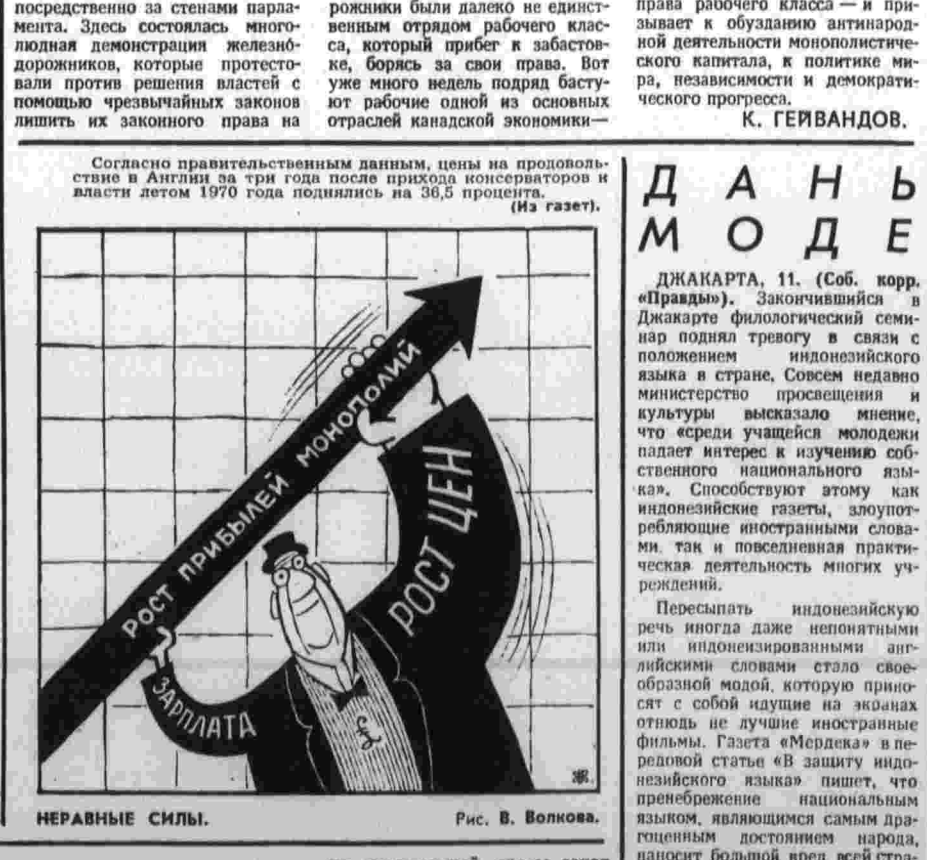 посредственно за стенами парла-
мента. Здесь состоялась много-
людная демонстрация железно-
дорожников, которые протесто-
вали против решения властей с
помощью чрезвычайных законов
лишить их законного права на
рожники были далеко не единст-
венным отрядом рабочего клас-
са, который прибег к забастов-
ке, борясь за свои права. Вот
уже много недель подряд басту-
ют рабочие одной из основных
отраслей канадской экономики—
права рабочего класса — и при-
зывает к обузданию антинарод-
ной деятельности монополистиче-
ского капитала, к политике ми-
ра, независимости и демократи-
ческого прогресса.
К. ГЕЙВАНДОВ.
Согласно правительственным данным, цены на продоволь-
ствие в Англии за три года после прихода консерваторов к
власти летом 1970 года поднялись на 36,5 процента.
(Из газет).
РОСТ ПРИБЫЛЕЙ МОНОПОЛИЙ
РОСТ ЦЕН
ЗАРПЛАТА
£
НЕРАВНЫЕ СИЛЫ.
Рис. В. Волкова.
ДАНЬ
МОДЕ
ДЖАКАРТА, 11. (Соб. корр.
«Правды»). Закончившийся в
Джакарте филологический семи-
нар поднял тревогу в связи с
положением индонезийского
языка в стране. Совсем недавно
министерство просвещения и
культуры высказало мнение,
что «среди учащейся молодежи
падает интерес к изучению соб-
ственного национального язы-
ка». Способствуют этому как
индонезийские газеты, злоупот-
ребляющие иностранными слова-
ми, так и повседневная практи-
ческая деятельность многих уч-
реждений.
Пересыпать индонезийскую
речь иногда даже непонятными
или индонезированными анг-
лийскими словами стало свое-
образной модой, которую прино-
сят с собой идущие на экранах
отнюдь не лучшие иностранные
фильмы. Газета «Мердека» в пе-
редовой статье «В защиту индо-
незийского языка» пишет, что
пренебрежение национальным
языком, являющимся самым дра-
гоценным достоянием народа,
наносит большой вред всей стра-